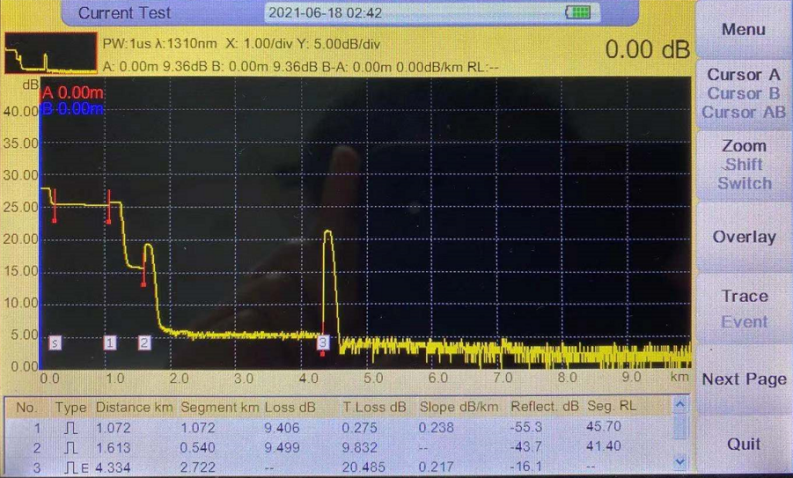 Current Test 2021-06-18 02:42
PW:1us λ:1310nm X: 1.00/div Y: 5.00dB/div
A: 0.00m 9.36dB B: 0.00m 9.36dB B-A: 0.00m 0.00dB/km RL:--
0.00 dB
Menu
Cursor A
Cursor B
Cursor AB
Zoom
Shift
Switch
Overlay
Trace
Event
Next Page
Quit
dB
A 0.00m
B 0.00m
40.00
35.00
30.00
25.00
20.00
15.00
10.00
5.00
0.00
S 1 2 3
0.0 1.0 2.0 3.0 4.0 5.0 6.0 7.0 8.0 9.0 km
No. Type Distance km Segment km Loss dB T.Loss dB Slope dB/km Reflect. dB Seg. RL
1 1.072 1.072 9.406 0.275 0.238 -55.3 45.70
2 1.613 0.540 9.499 9.832 -- -43.7 41.40
3 E 4.334 2.722 -- 20.485 0.217 -16.1 --